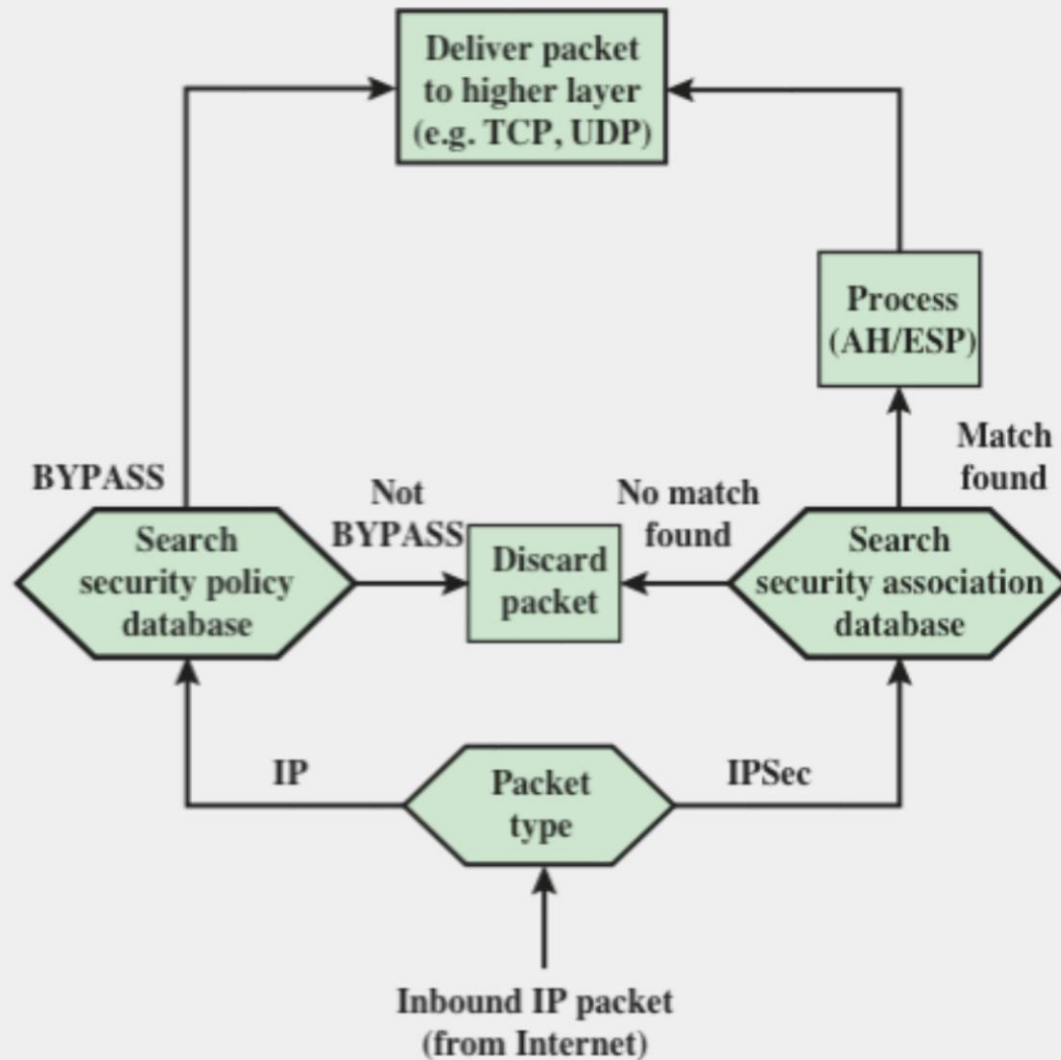 Deliver packet
to higher layer
(e.g. TCP, UDP)
Process
(AH/ESP)
Match
found
BYPASS
Not
BYPASS
No match
found
Search
security policy
database
Discard
packet
Search
security association
database
IP
Packet
type
IPSec
Inbound IP packet
(from Internet)